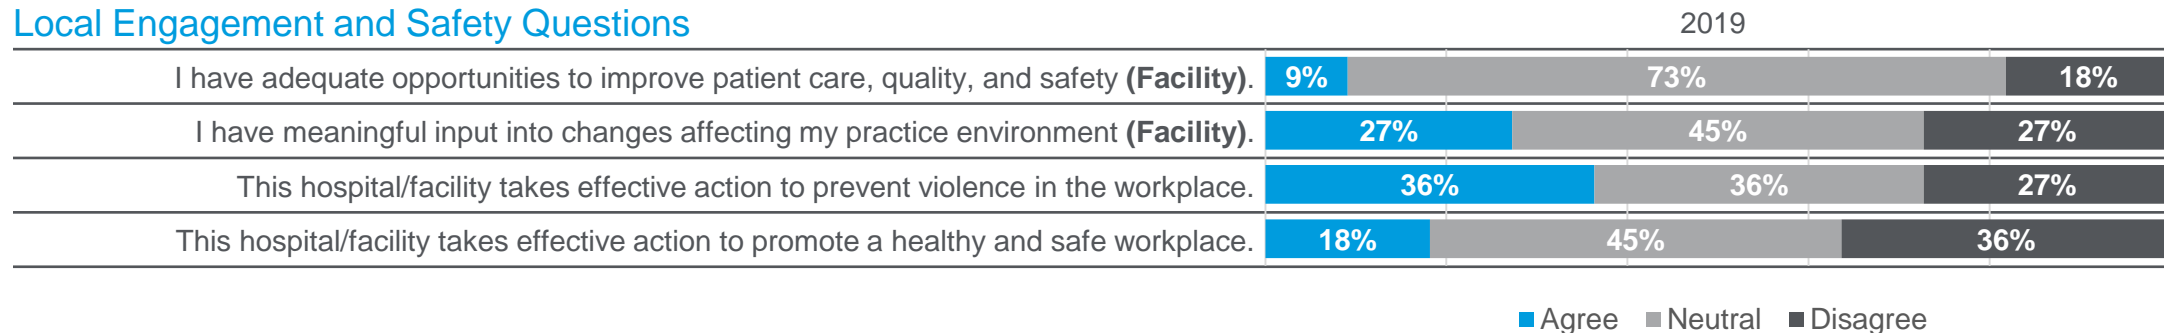 Local Engagement and Safety Questions 2019
I have adequate opportunities to improve patient care, quality, and safety (Facility). 9% 73% 18%
I have meaningful input into changes affecting my practice environment (Facility). 27% 45% 27%
This hospital/facility takes effective action to prevent violence in the workplace. 36% 36% 27%
This hospital/facility takes effective action to promote a healthy and safe workplace. 18% 45% 36%
Agree Neutral Disagree